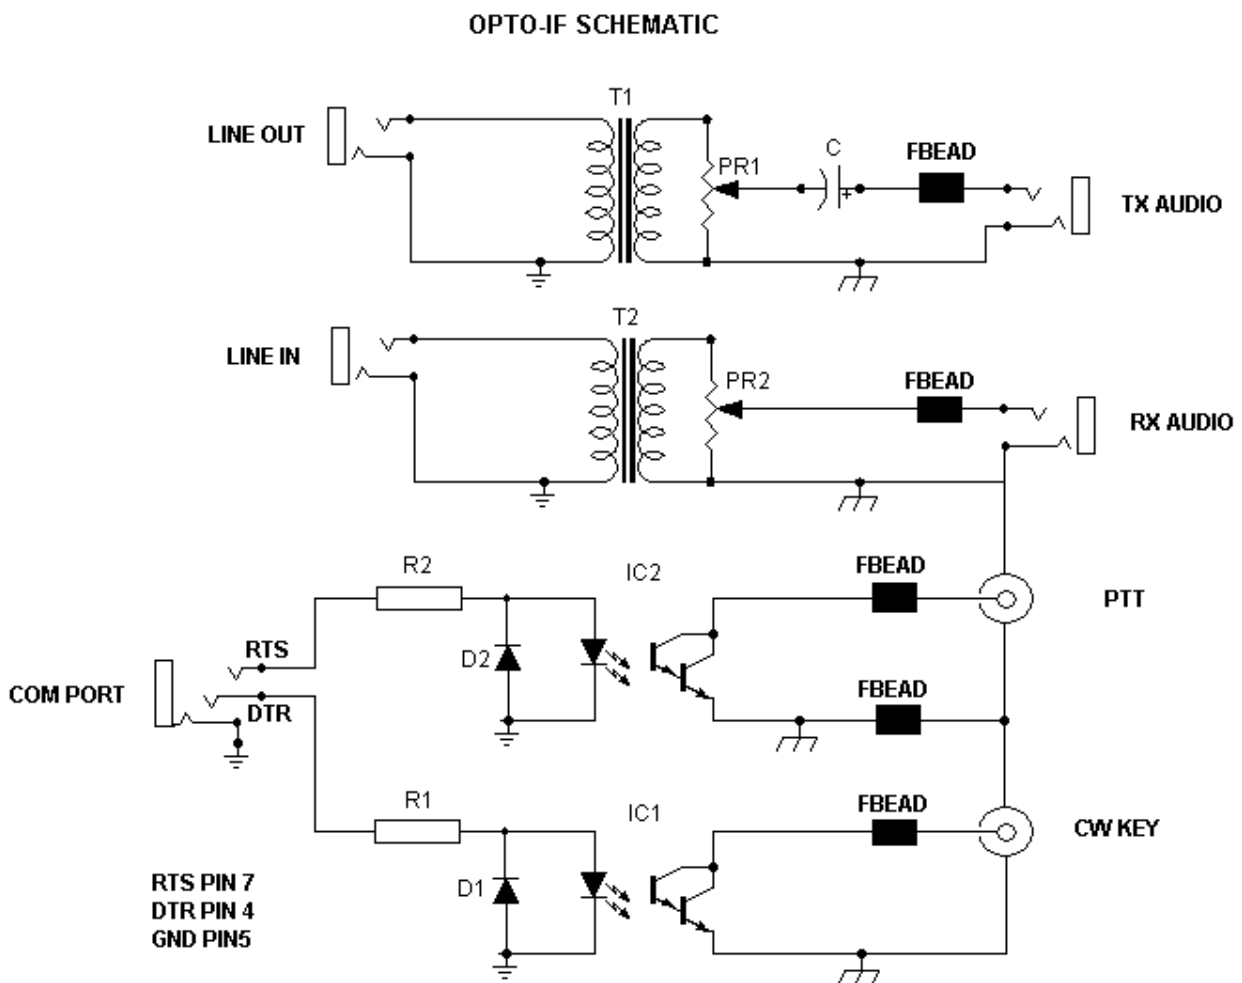 OPTO-IF SCHEMATIC
T1
LINE OUT
PR1
C
+
FBEAD
TX AUDIO
T2
LINE IN
PR2
FBEAD
RX AUDIO
R2
IC2
FBEAD
PTT
RTS
D2
COM PORT
DTR
FBEAD
R1
IC1
FBEAD
CW KEY
D1
RTS PIN 7
DTR PIN 4
GND PIN5